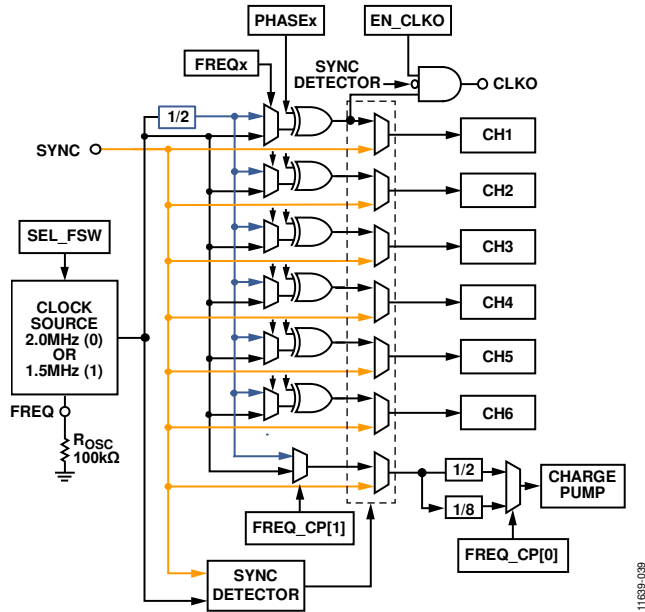 PHASEx
EN_CLKO
FREQx
SYNC
DETECTOR
CLKO
1/2
SYNC
CH1
CH2
SEL_FSW
CH3
CLOCK
SOURCE
2.0MHz (0)
OR
1.5MHz (1)
CH4
CH5
FREQ
CH6
ROSC
100kΩ
1/2
CHARGE
PUMP
1/8
FREQ_CP[1]
FREQ_CP[0]
SYNC
DETECTOR
11639-039